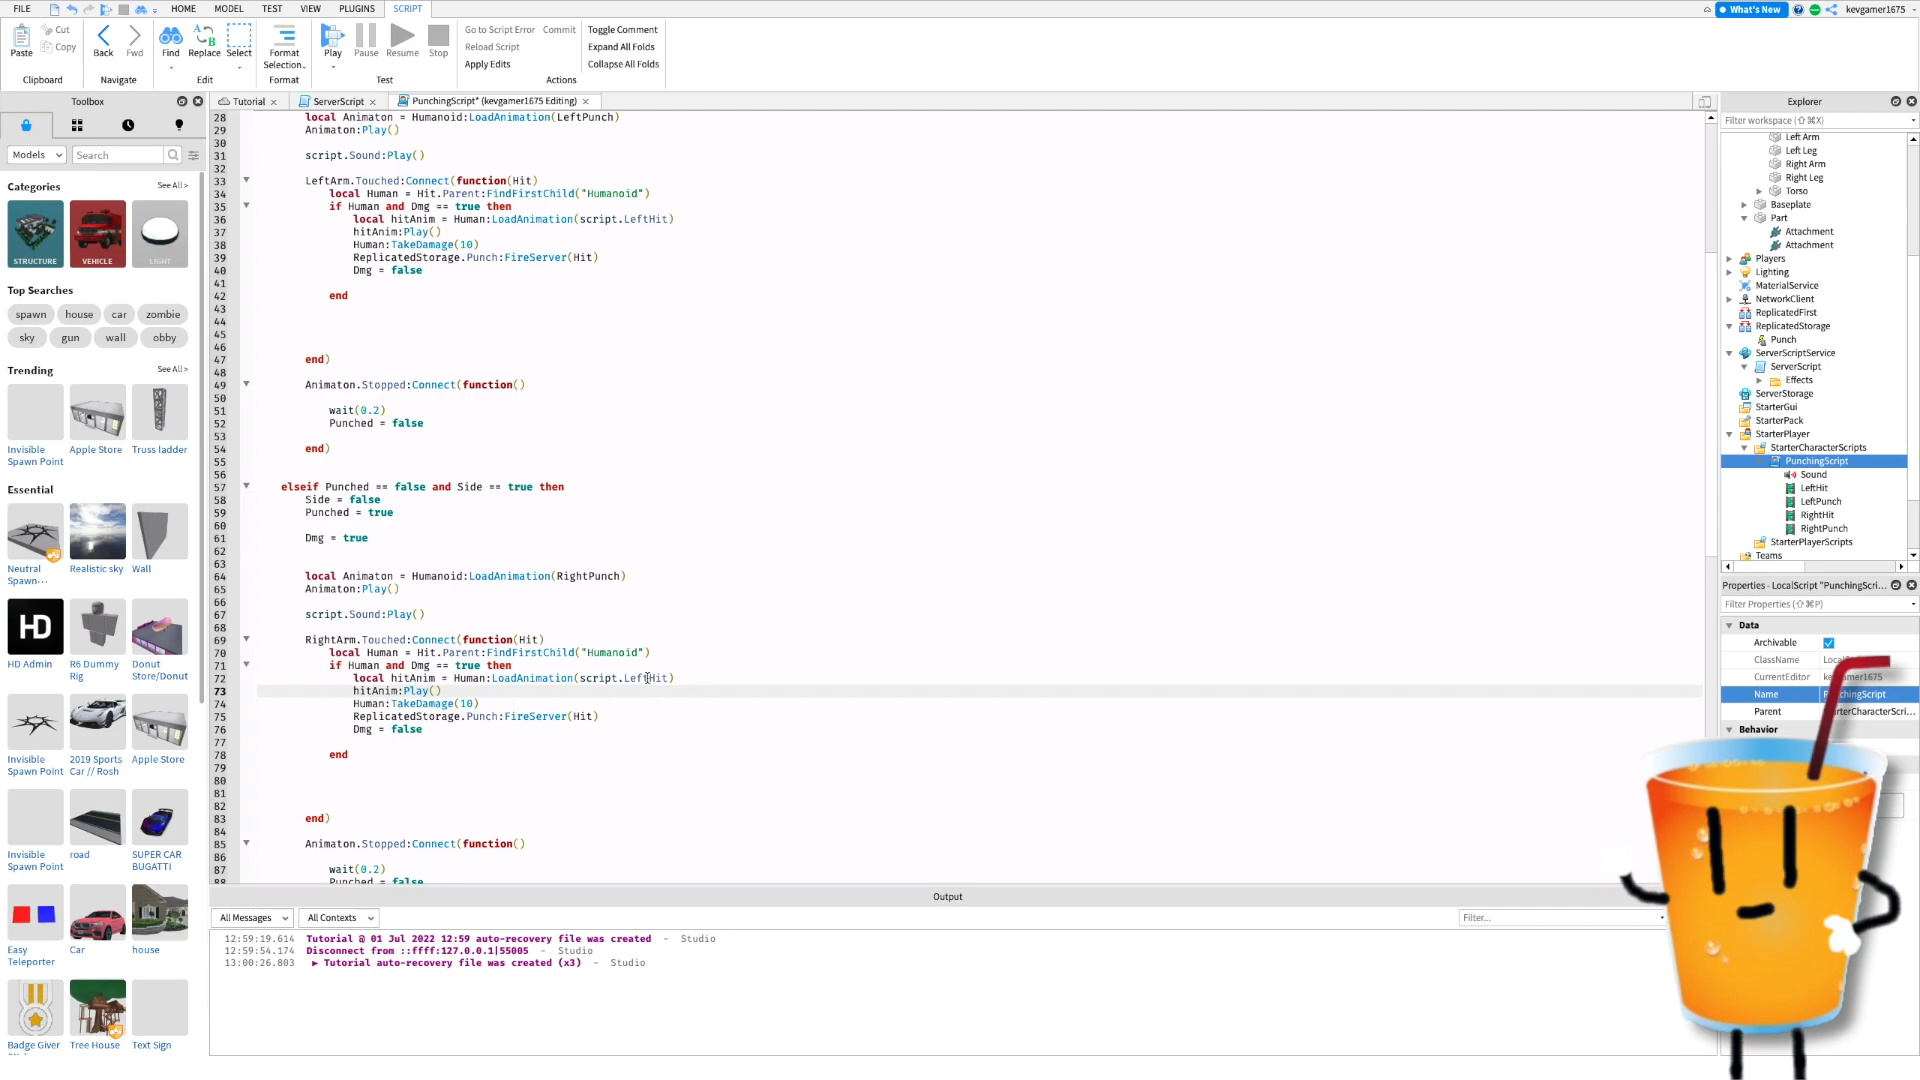 FILE HOME MODEL TEST VIEW PLUGINS SCRIPT What's New kevgamer1675
Paste Cut Copy Back Fwd Find Replace Select Format Selection. Play Pause Resume Stop Go to Script Error Commit Toggle Comment
Reload Script Expand All Folds
Apply Edits Collapse All Folds
Clipboard Navigate Edit Format Test Actions
Toolbox
Models Search
Categories See All >
STRUCTURE VEHICLE LIGHT
Top Searches
spawn house car zombie
sky gun wall obby
Trending See All >
Invisible Spawn Point Apple Store Truss ladder
Essential
Neutral Spawn··· Realistic sky Wall
HD
HD Admin R6 Dummy Rig Donut Store/Donut
Invisible Spawn Point 2019 Sports Car // Rosh Apple Store
Invisible Spawn Point road SUPER CAR BUGATTI
Easy Teleporter Car house
Badge Giver Tree House Text Sign
Tutorial ServerScript PunchingScript* (kevgamer1675 Editing)
28 local Animaton = Humanoid:LoadAnimation(LeftPunch)
29 Animaton:Play()
30
31 script.Sound:Play()
32
33 LeftArm.Touched:Connect(function(Hit)
34 local Human = Hit.Parent:FindFirstChild("Humanoid")
35 if Human and Dmg == true then
36 local hitAnim = Human:LoadAnimation(script.LeftHit)
37 hitAnim:Play()
38 Human:TakeDamage(10)
39 ReplicatedStorage.Punch:FireServer(Hit)
40 Dmg = false
41
42 end
43
44
45
46
47 end)
48
49 Animaton.Stopped:Connect(function()
50
51 wait(0.2)
52 Punched = false
53
54 end)
55
56
57 elseif Punched == false and Side == true then
58 Side = false
59 Punched = true
60
61 Dmg = true
62
63
64 local Animaton = Humanoid:LoadAnimation(RightPunch)
65 Animaton:Play()
66
67 script.Sound:Play()
68
69 RightArm.Touched:Connect(function(Hit)
70 local Human = Hit.Parent:FindFirstChild("Humanoid")
71 if Human and Dmg == true then
72 local hitAnim = Human:LoadAnimation(script.LeftHit)
73 hitAnim:Play()
74 Human:TakeDamage(10)
75 ReplicatedStorage.Punch:FireServer(Hit)
76 Dmg = false
77
78 end
79
80
81
82
83 end)
84
85 Animaton.Stopped:Connect(function()
86
87 wait(0.2)
88 Punched = false
Output
All Messages All Contexts Filter...
12:59:19.614 Tutorial @ 01 Jul 2022 12:59 auto-recovery file was created - Studio
12:59:54.174 Disconnect from ::ffff:127.0.0.1|55005 - Studio
13:00:26.803 ▶ Tutorial auto-recovery file was created (x3) - Studio
Explorer
Filter workspace (⇧⌘X)
Left Arm
Left Leg
Right Arm
Right Leg
Torso
Baseplate
Part
Attachment
Attachment
Players
Lighting
MaterialService
NetworkClient
ReplicatedFirst
ReplicatedStorage
Punch
ServerScriptService
ServerScript
Effects
ServerStorage
StarterGui
StarterPack
StarterPlayer
StarterCharacterScripts
PunchingScript
Sound
LeftHit
LeftPunch
RightHit
RightPunch
StarterPlayerScripts
Teams
Properties - LocalScript "PunchingScri...
Filter Properties (⇧⌘P)
Data
Archivable
ClassName
CurrentEditor
Name
Parent
Behavior